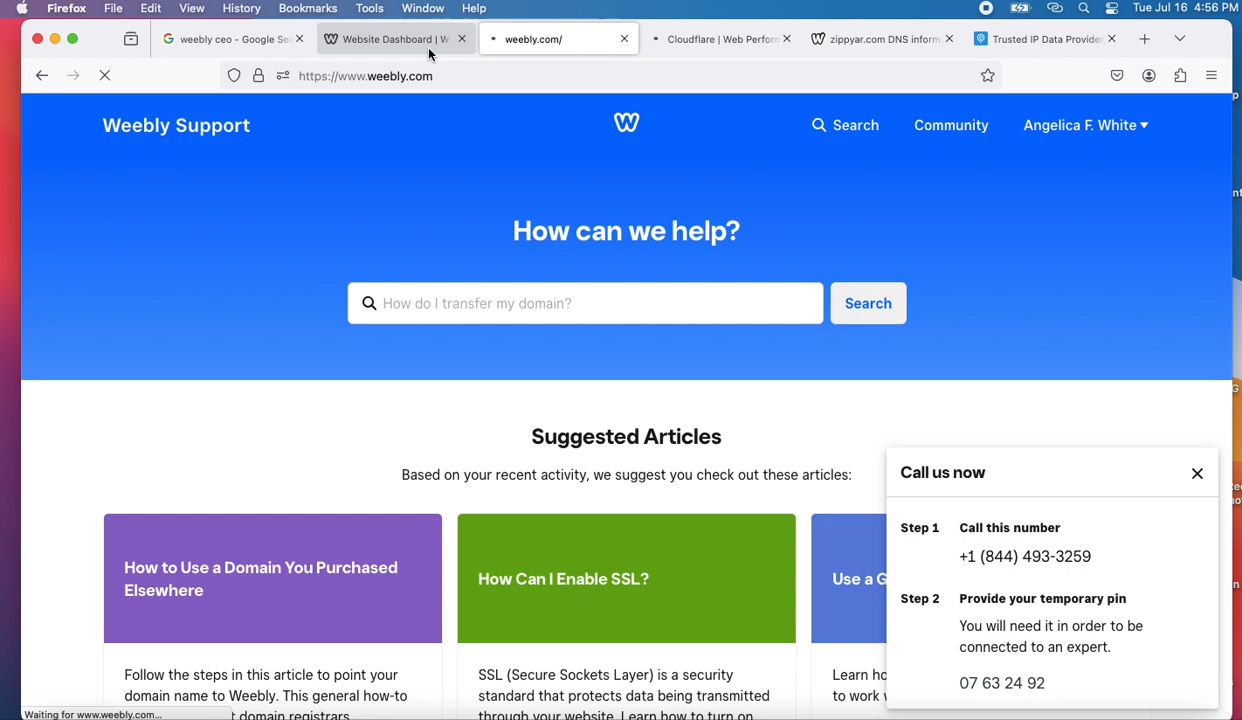 Firefox File Edit View History Bookmarks Tools Window Help Tue Jul 16 4:56 PM
weebly ceo - Google Se Website Dashboard | W weebly.com/ Cloudflare | Web Perform zippyar.com DNS inform Trusted IP Data Provider
https://www.weebly.com
Weebly Support
Search Community Angelica F. White
How can we help?
How do I transfer my domain? Search
Suggested Articles
Based on your recent activity, we suggest you check out these articles:
How to Use a Domain You Purchased
Elsewhere
How Can I Enable SSL?
Use a G
Follow the steps in this article to point your
domain name to Weebly. This general how-to
t domain registrars
SSL (Secure Sockets Layer) is a security
standard that protects data being transmitted
through your website. Learn how to turn on
Learn ho
to work
Call us now
Step 1 Call this number
+1 (844) 493-3259
Step 2 Provide your temporary pin
You will need it in order to be
connected to an expert.
07 63 24 92
Waiting for www.weebly.com...